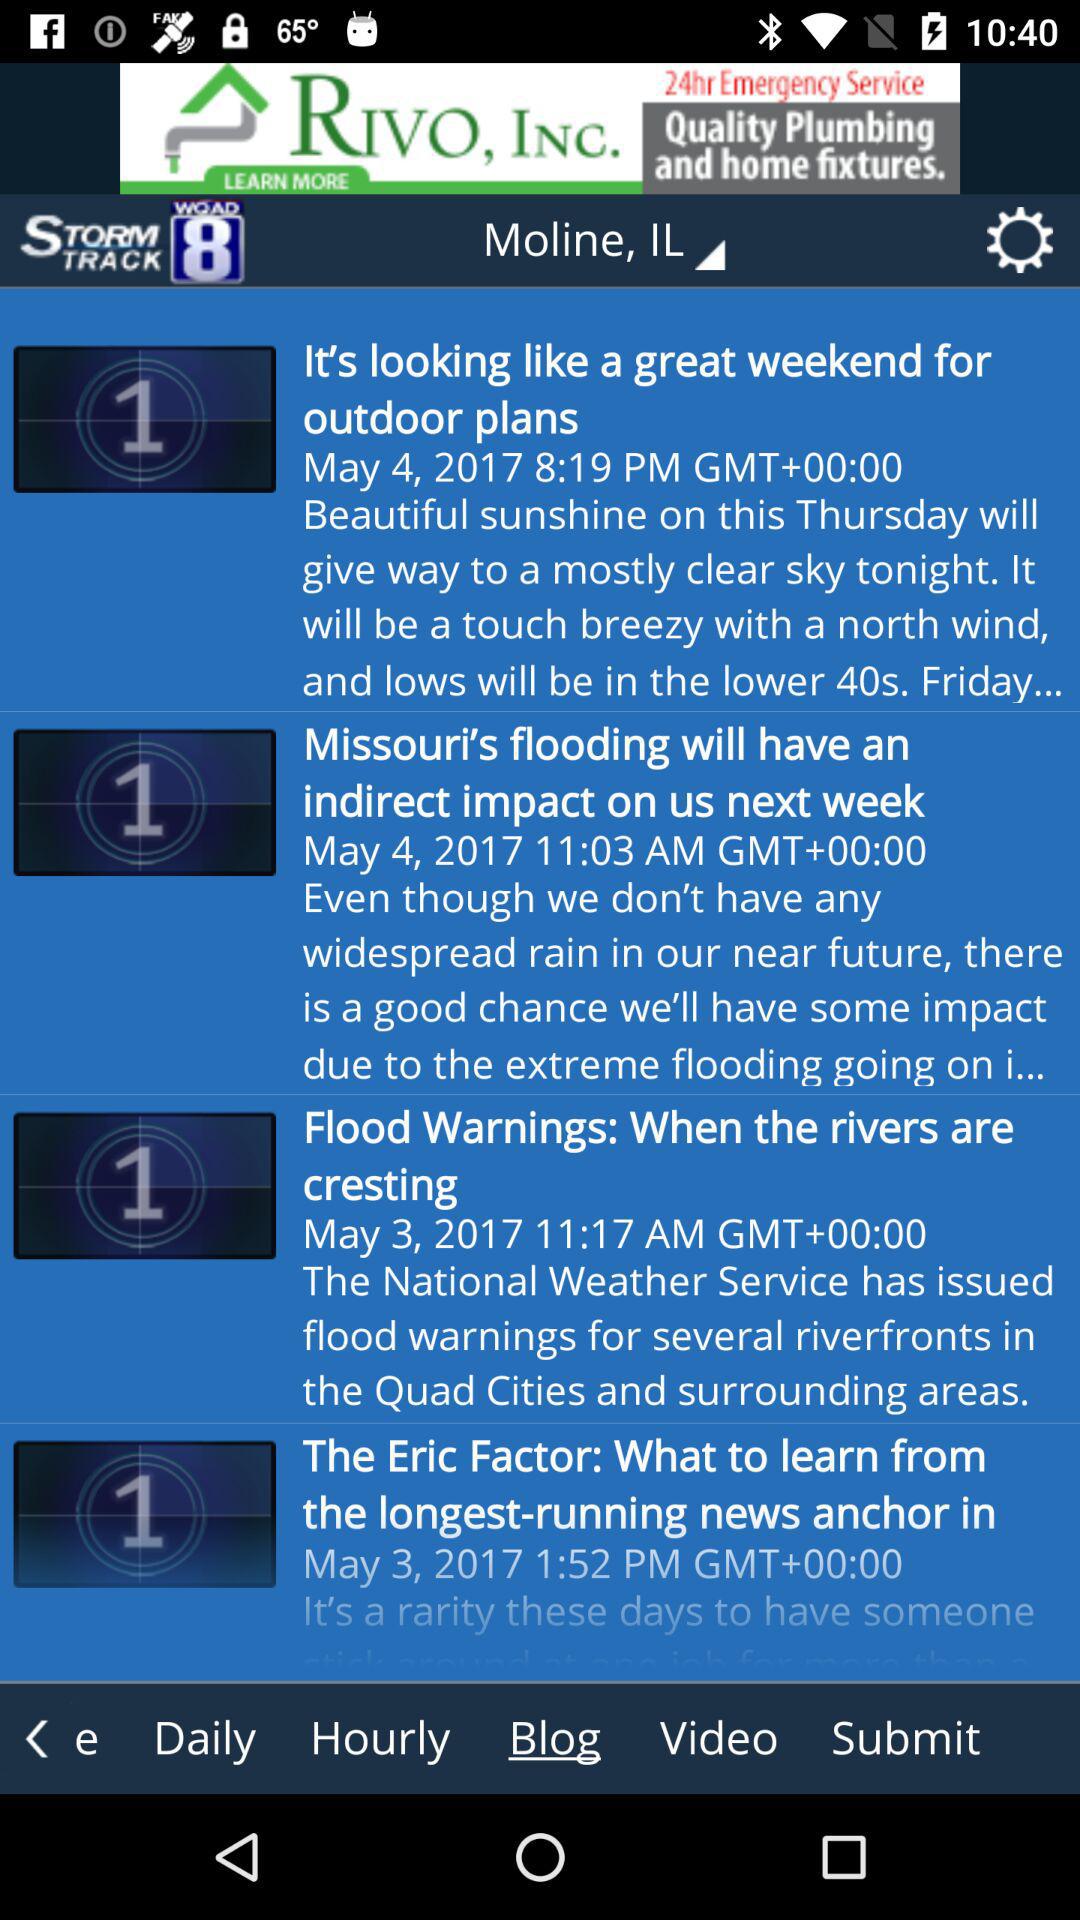 FAKE
65° 10:40
RIVO, INC.
LEARN MORE
24hr Emergency Service
Quality Plumbing
and home fixtures.
STORM
TRACK
WQAD
8
Moline, IL
1
It’s looking like a great weekend for
outdoor plans
May 4, 2017 8:19 PM GMT+00:00
Beautiful sunshine on this Thursday will
give way to a mostly clear sky tonight. It
will be a touch breezy with a north wind,
and lows will be in the lower 40s. Friday...
1
Missouri’s flooding will have an
indirect impact on us next week
May 4, 2017 11:03 AM GMT+00:00
Even though we don’t have any
widespread rain in our near future, there
is a good chance we’ll have some impact
due to the extreme flooding going on i...
1
Flood Warnings: When the rivers are
cresting
May 3, 2017 11:17 AM GMT+00:00
The National Weather Service has issued
flood warnings for several riverfronts in
the Quad Cities and surrounding areas.
1
The Eric Factor: What to learn from
the longest-running news anchor in
May 3, 2017 1:52 PM GMT+00:00
It’s a rarity these days to have someone
stick around at one job for more than a
e Daily Hourly Blog Video Submit